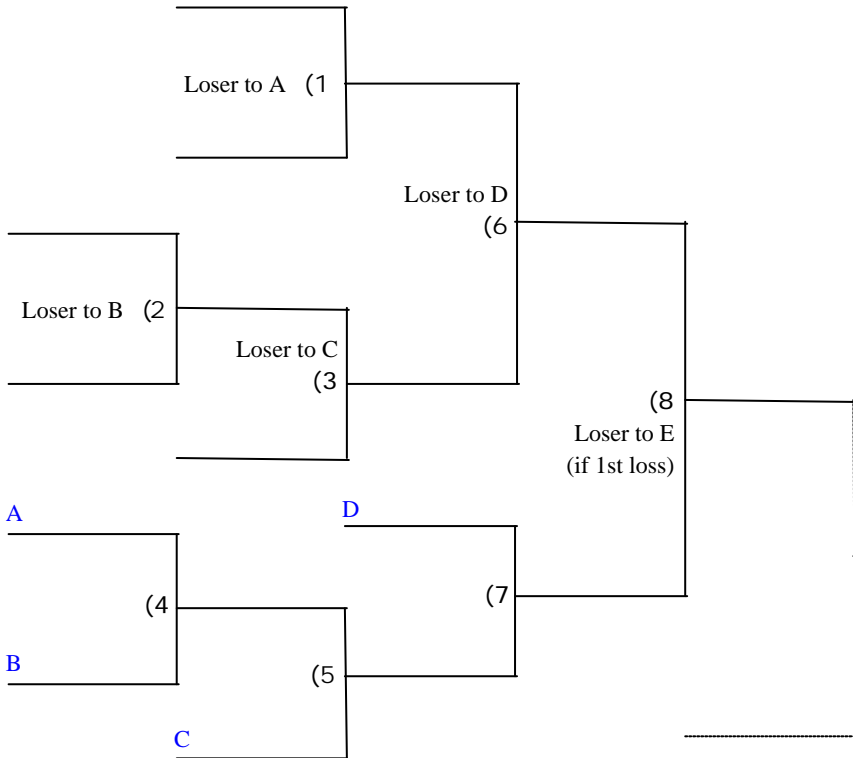 Loser to A (1
Loser to D
(6
Loser to B (2
Loser to C
(3
(8
Loser to E
(if 1st loss)
A
D
(4
(7
B
(5
C